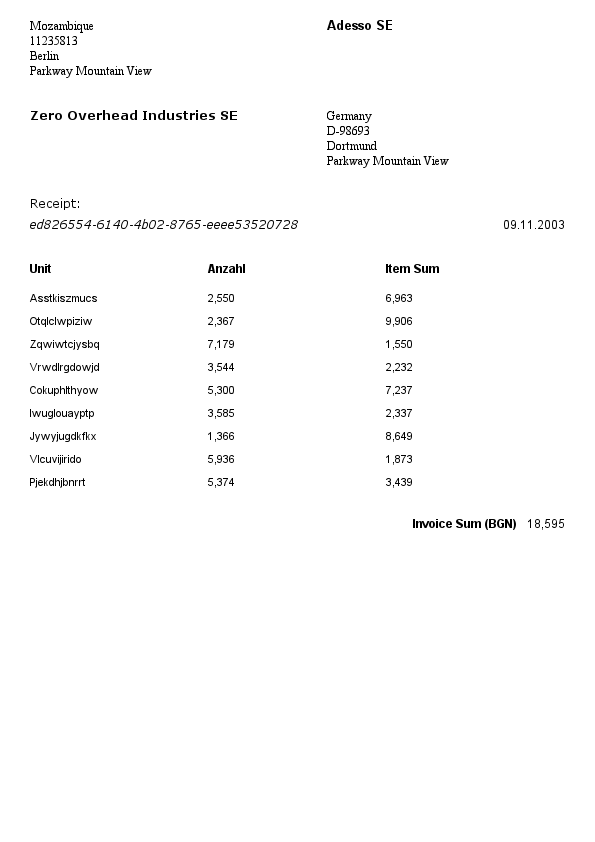 Mozambique
11235813
Berlin
Parkway Mountain View
Adesso SE
Zero Overhead Industries SE
Germany
D-98693
Dortmund
Parkway Mountain View
Receipt:
ed826554-6140-4b02-8765-eeee53520728 09.11.2003
Unit Anzahl Item Sum
Asstkiszmucs 2,550 6,963
Otqlclwpiziw 2,367 9,906
Zqwiwtcjysbq 7,179 1,550
Vrwdlrgdowjd 3,544 2,232
Cokuphlthyow 5,300 7,237
Iwuglouayptp 3,585 2,337
Jywyjugdkfkx 1,366 8,649
Vlcuvijirido 5,936 1,873
Pjekdhjbnrrt 5,374 3,439
Invoice Sum (BGN) 18,595